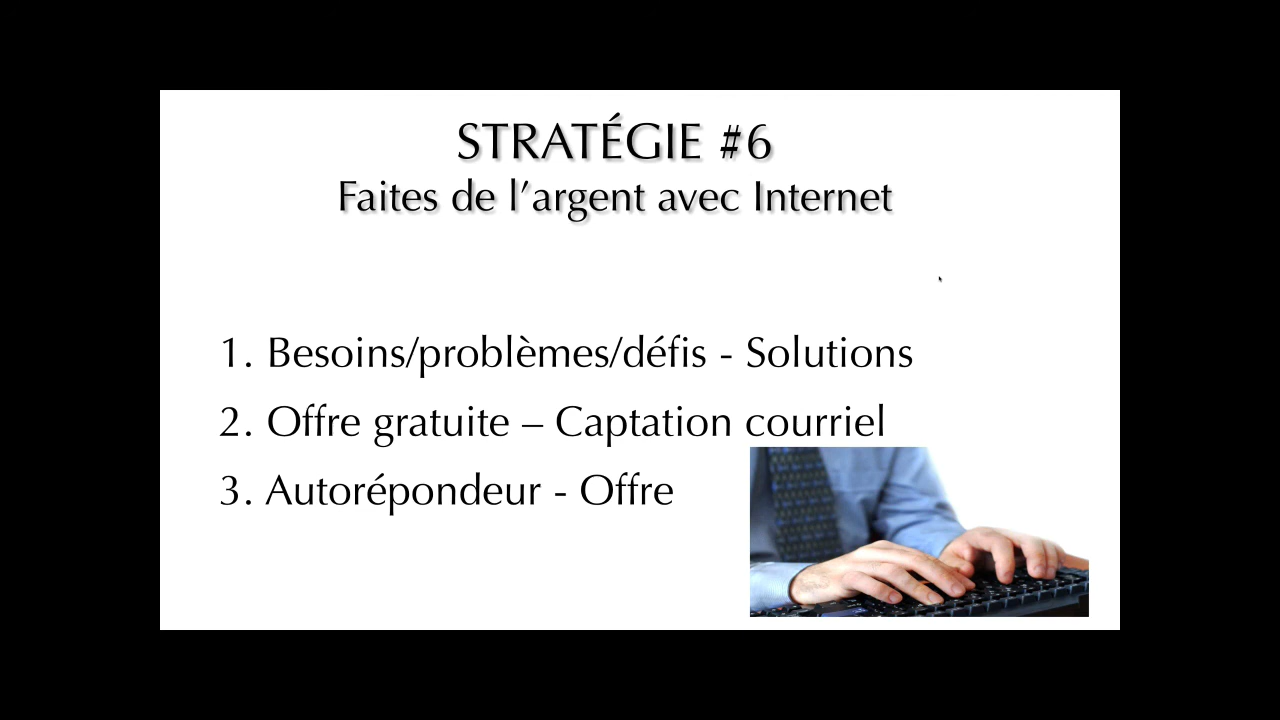 STRATÉGIE #6
Faites de l’argent avec Internet
1. Besoins/problèmes/défis - Solutions
2. Offre gratuite – Captation courriel
3. Autorépondeur - Offre